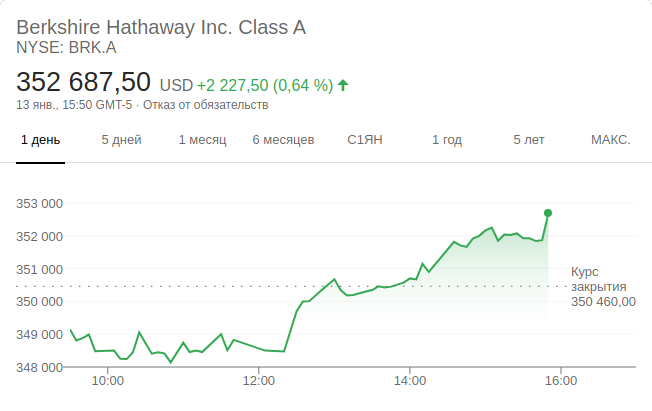 Berkshire Hathaway Inc. Class A
NYSE: BRK.A
352 687,50 USD +2 227,50 (0,64 %)
13 янв., 15:50 GMT-5 · Отказ от обязательств
1 день 5 дней 1 месяц 6 месяцев С1ЯН 1 год 5 лет МАКС.
353 000
352 000
351 000
350 000
349 000
348 000
Курс
закрытия
350 460,00
10:00 12:00 14:00 16:00